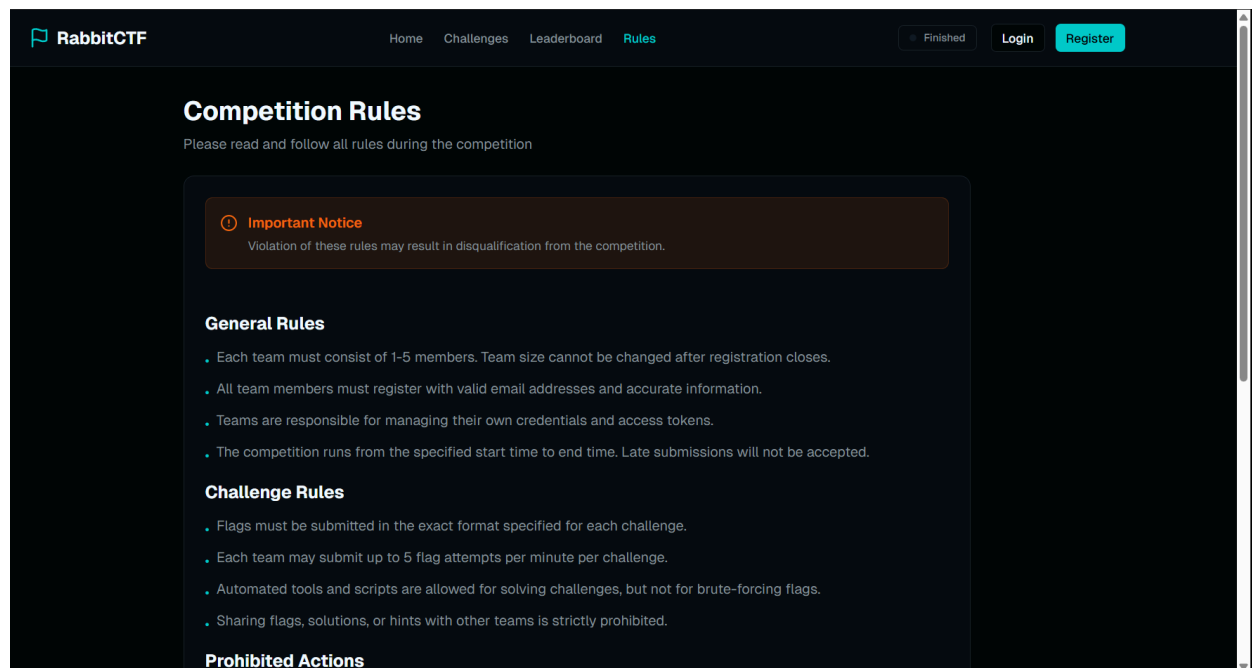 RabbitCTF
Home Challenges Leaderboard Rules
Finished Login Register
Competition Rules
Please read and follow all rules during the competition
Important Notice
Violation of these rules may result in disqualification from the competition.
General Rules
• Each team must consist of 1-5 members. Team size cannot be changed after registration closes.
• All team members must register with valid email addresses and accurate information.
• Teams are responsible for managing their own credentials and access tokens.
• The competition runs from the specified start time to end time. Late submissions will not be accepted.
Challenge Rules
• Flags must be submitted in the exact format specified for each challenge.
• Each team may submit up to 5 flag attempts per minute per challenge.
• Automated tools and scripts are allowed for solving challenges, but not for brute-forcing flags.
• Sharing flags, solutions, or hints with other teams is strictly prohibited.
Prohibited Actions